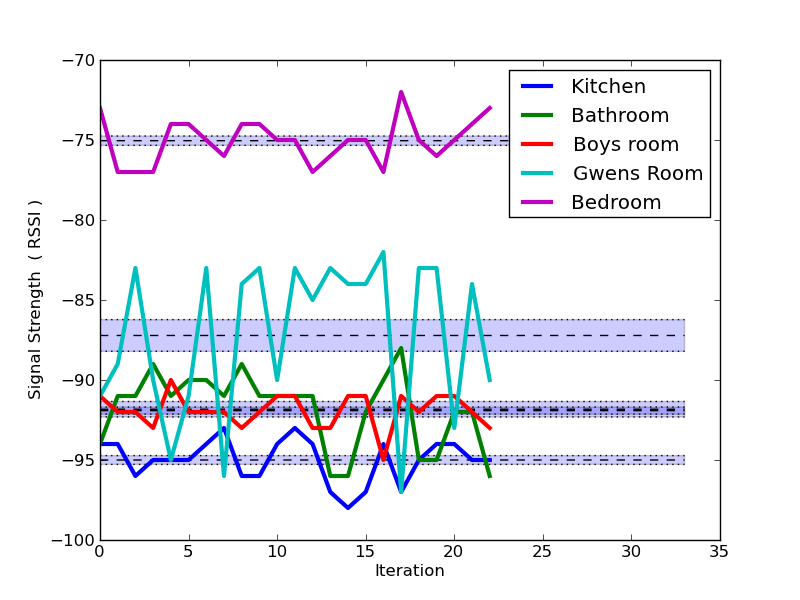 −70
−75
−80
−85
−90
−95
−100
0
5
10
15
20
25
30
35
Signal Strength ( RSSI )
Iteration
Kitchen
Bathroom
Boys room
Gwens Room
Bedroom